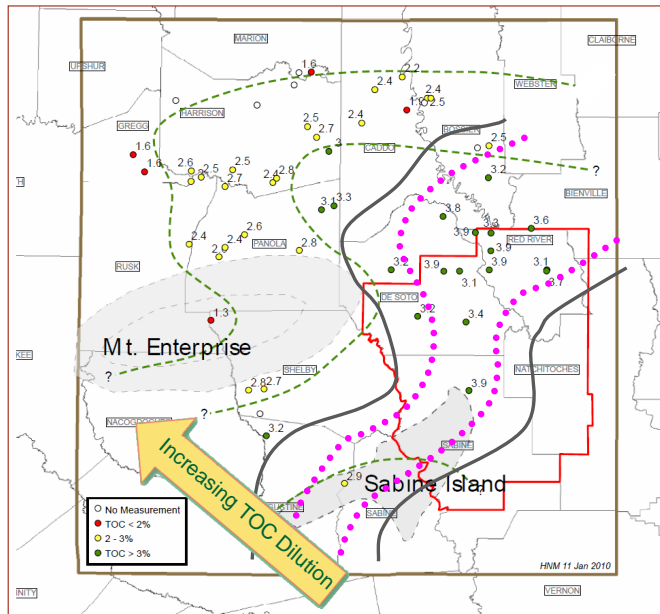 MARION
CLAIBORNE
UPSHUR
1.6
2.2
WEBSTER
2.4
2.5
HARRISON
2.5
2.4
GREGG
2.7
3
CADDO
2.5
1.6
1.6
2.6
2.5
2.5
2.4
2.8
2.7
?
3.2
BIENVILLE
3.1
3.3
3.8
3.6
3.9
3.3
RED RIVER
2.4
2.4
2.6
PANOLA
2.8
3.9
RUSK
3.2
3.9
3.9
3.1
3.1
3.7
DE SOTO
1.3
3.2
3.4
Mt. Enterprise
SHELBY
NATCHITOCHES
?
2.8
2.7
3.9
?
3.2
SABINE
Increasing TOC Dilution
No Measurement
TOC < 2%
2 - 3%
TOC > 3%
2.9
Sabine Island
SABINE
HNM 11 Jan 2010
VERNON